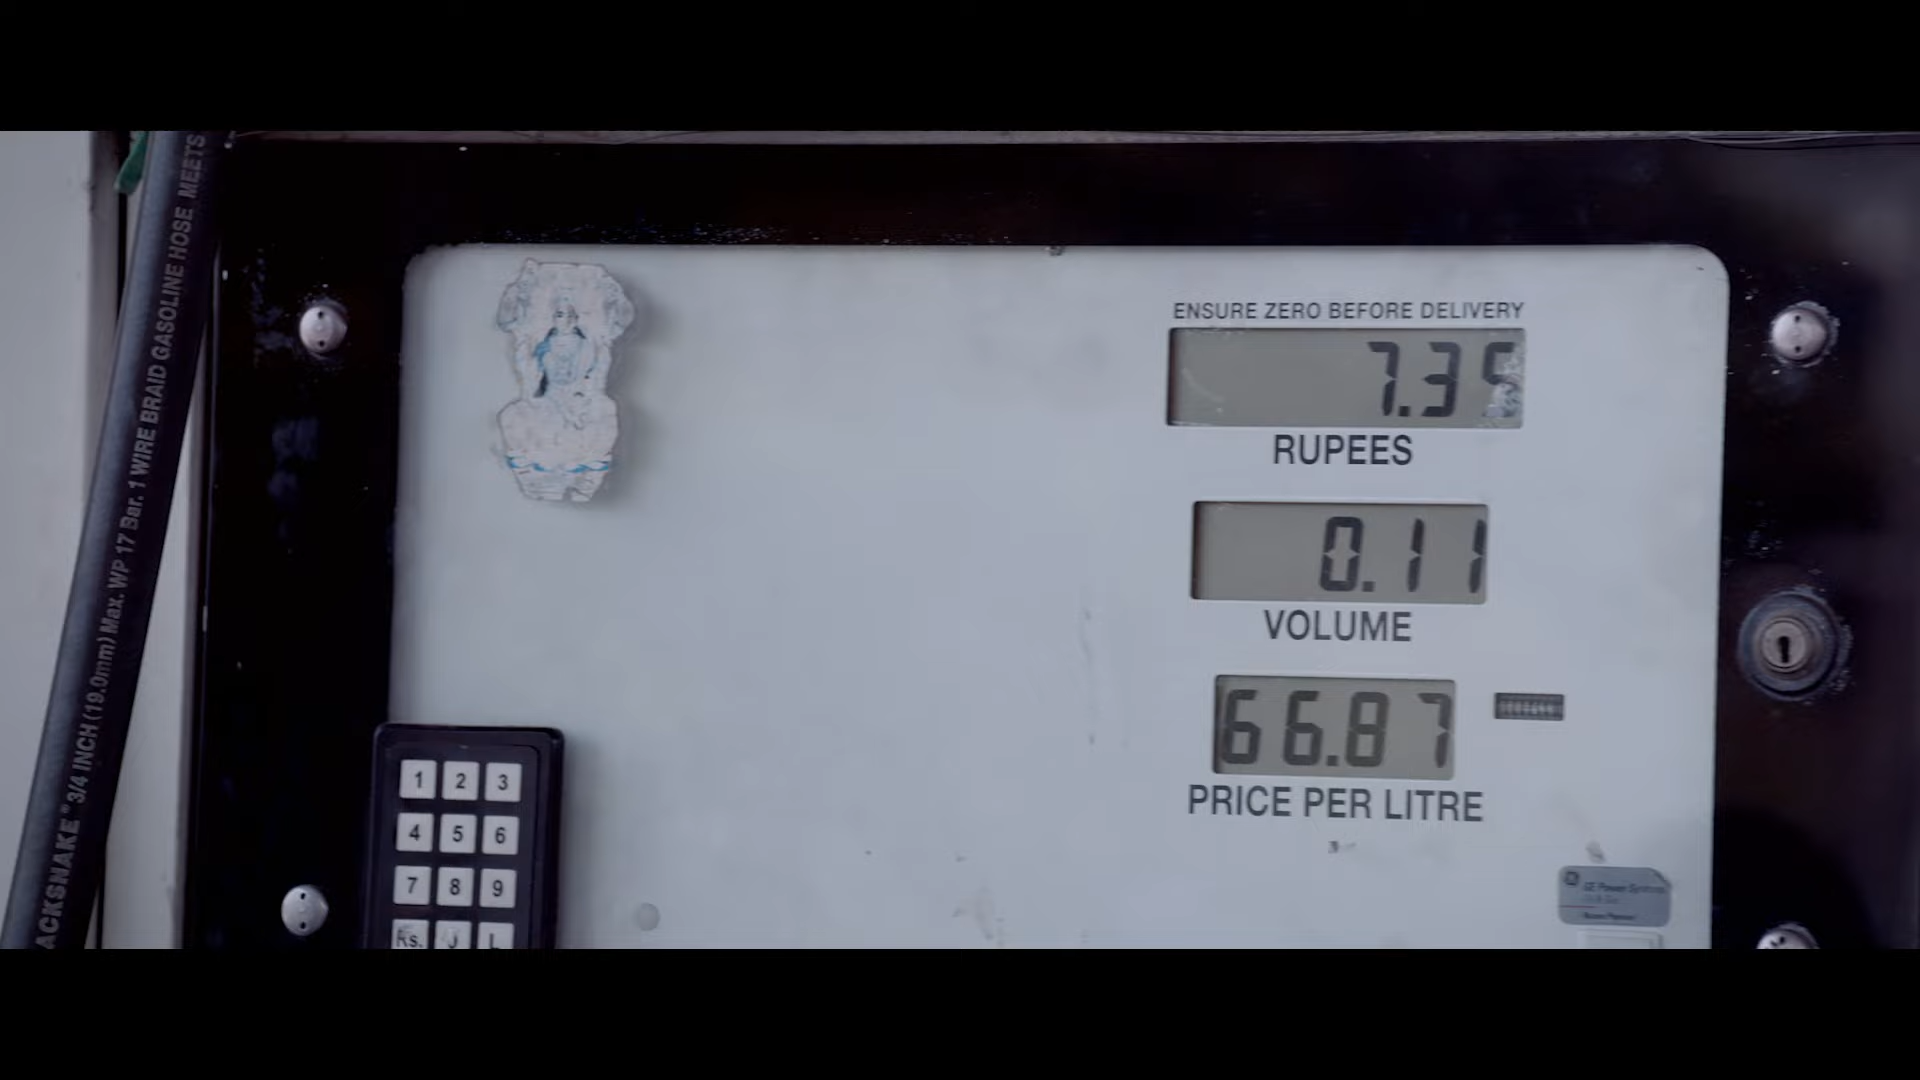 ACKSNAKE® 3/4 INCH (19.0mm) Max. WP 17 Bar. 1 WIRE BRAID GASOLINE HOSE MEETS
ENSURE ZERO BEFORE DELIVERY
7.35
RUPEES
0.11
VOLUME
66.87
PRICE PER LITRE
1 2 3
4 5 6
7 8 9
Rs. 0 L